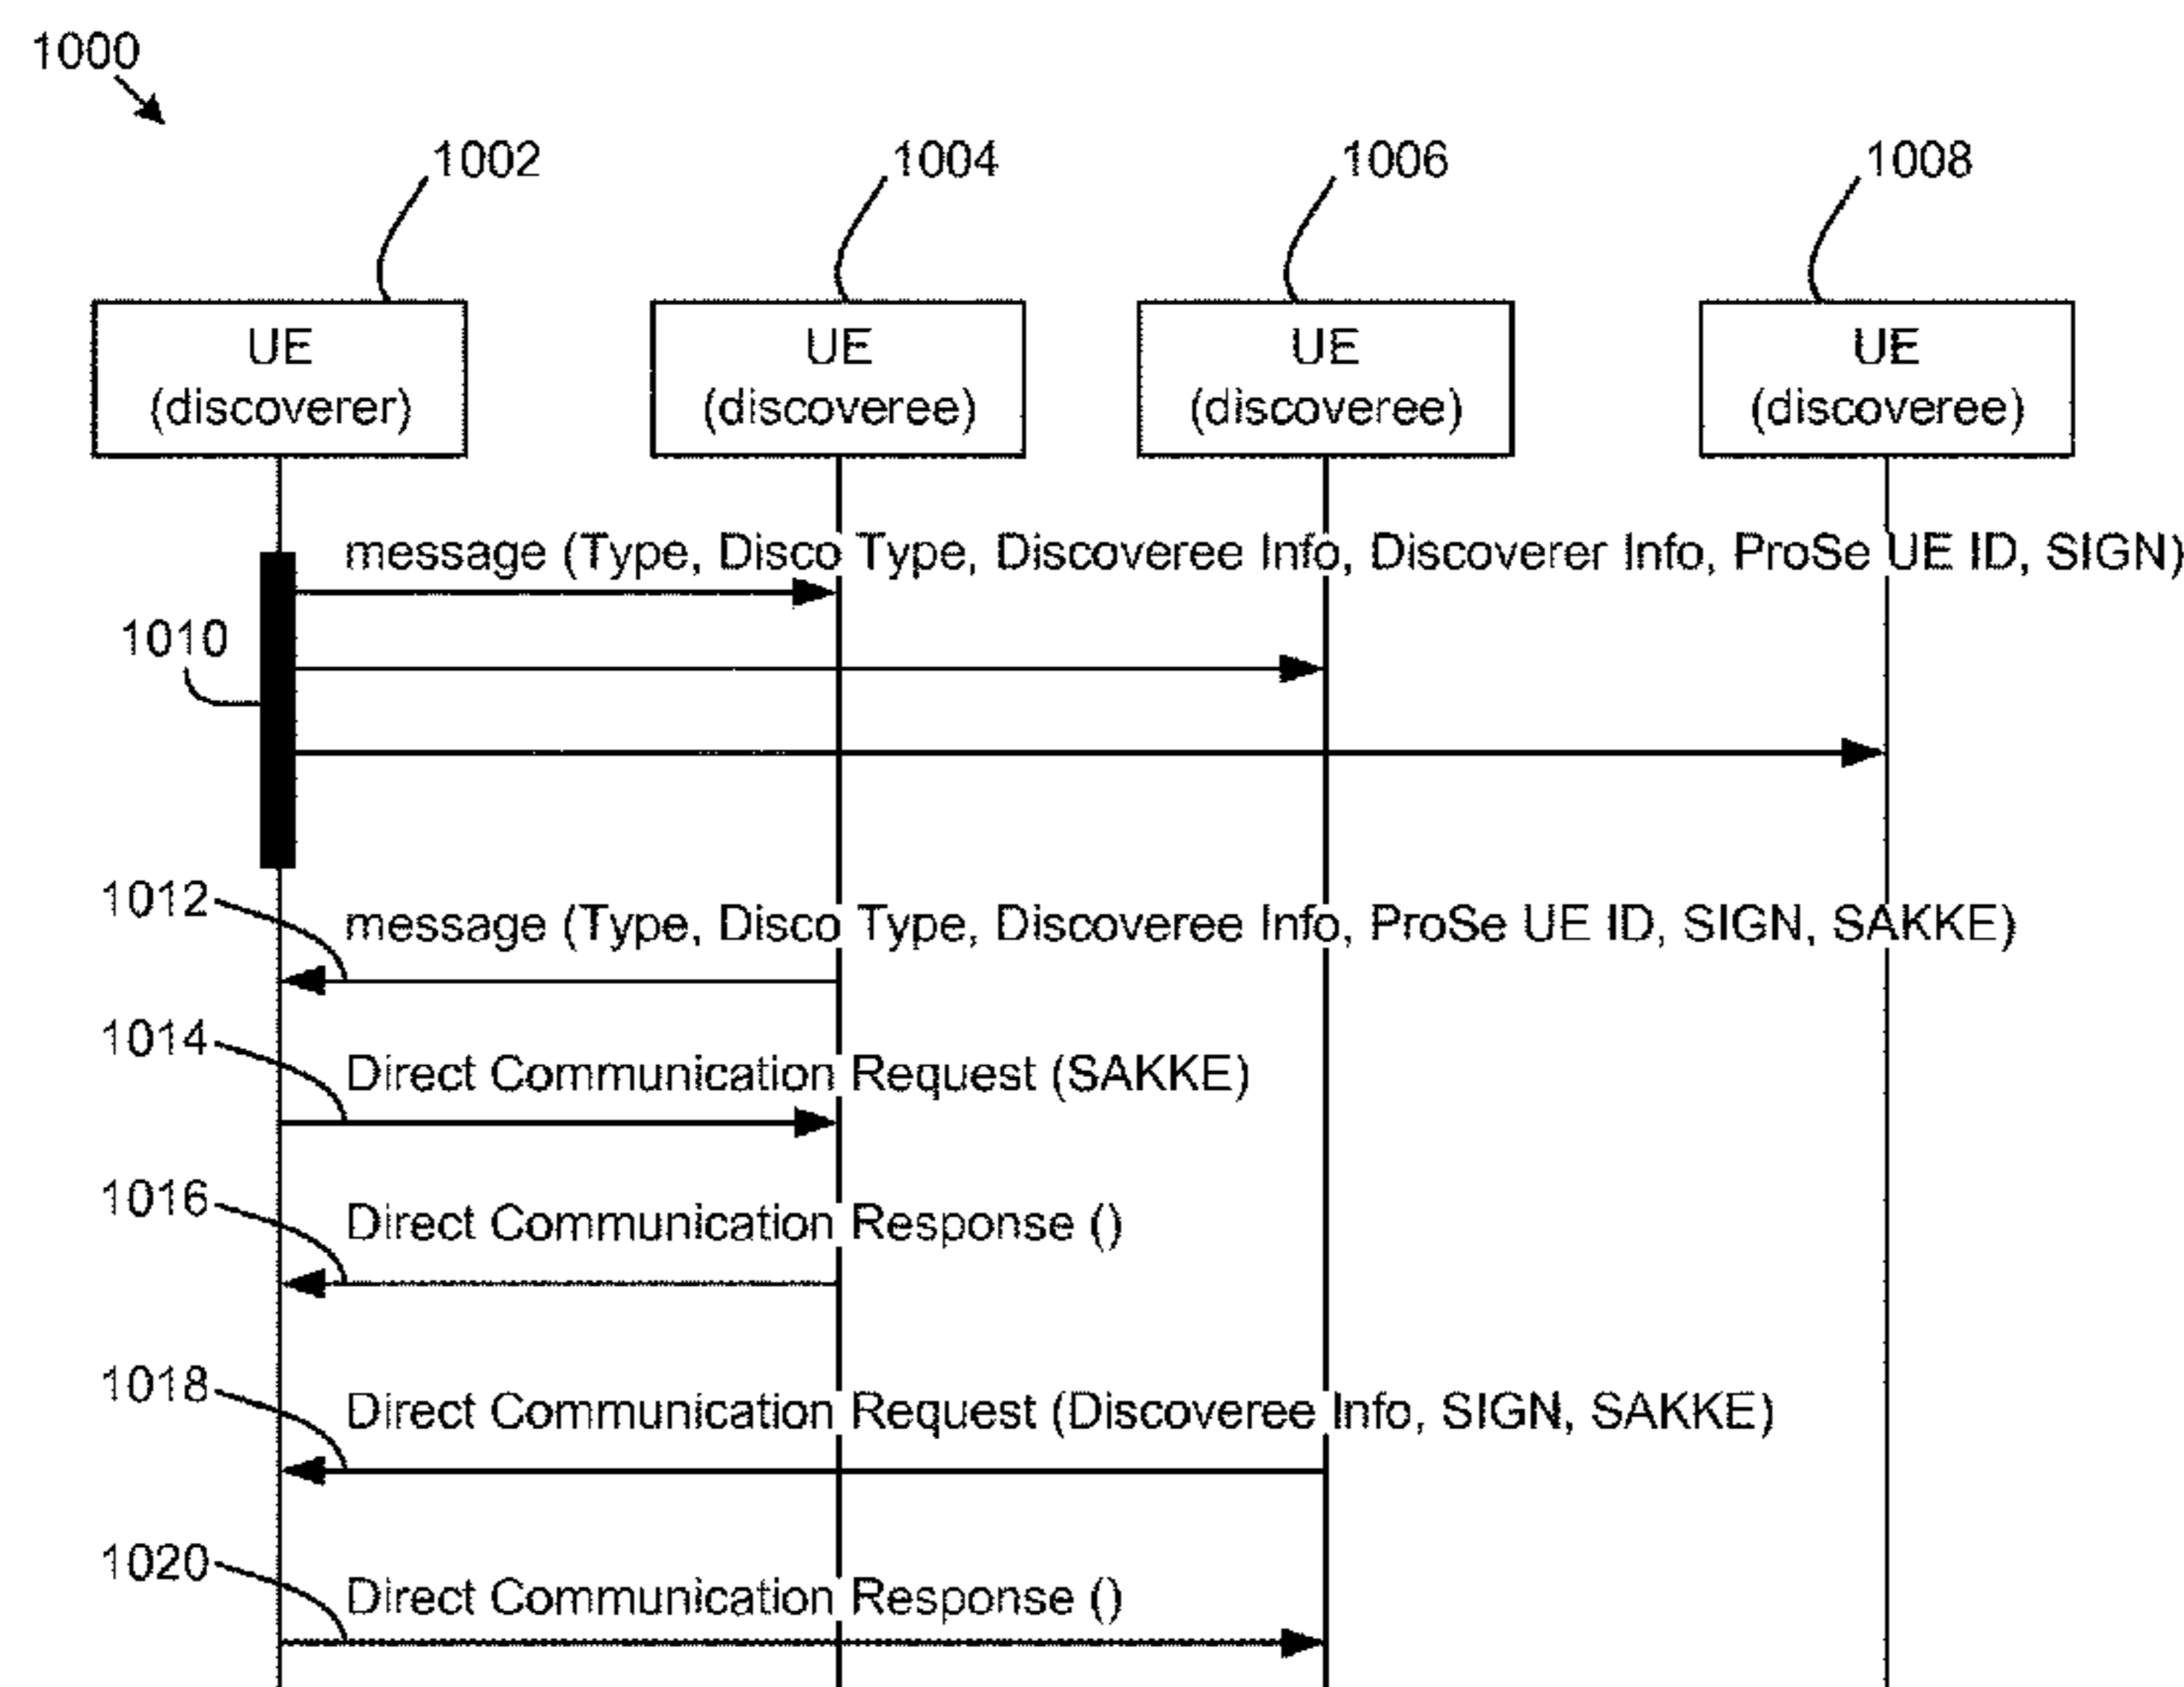 1000
1002
1004
1006
1008
UE
(discoverer)
UE
(discoveree)
UE
(discoveree)
UE
(discoveree)
message (Type, Disco Type, Discoveree Info, Discoverer Info, ProSe UE ID, SIGN)
1010
1012
message (Type, Disco Type, Discoveree Info, ProSe UE ID, SIGN, SAKKE)
1014
Direct Communication Request (SAKKE)
1016
Direct Communication Response ()
1018
Direct Communication Request (Discoveree Info, SIGN, SAKKE)
1020
Direct Communication Response ()